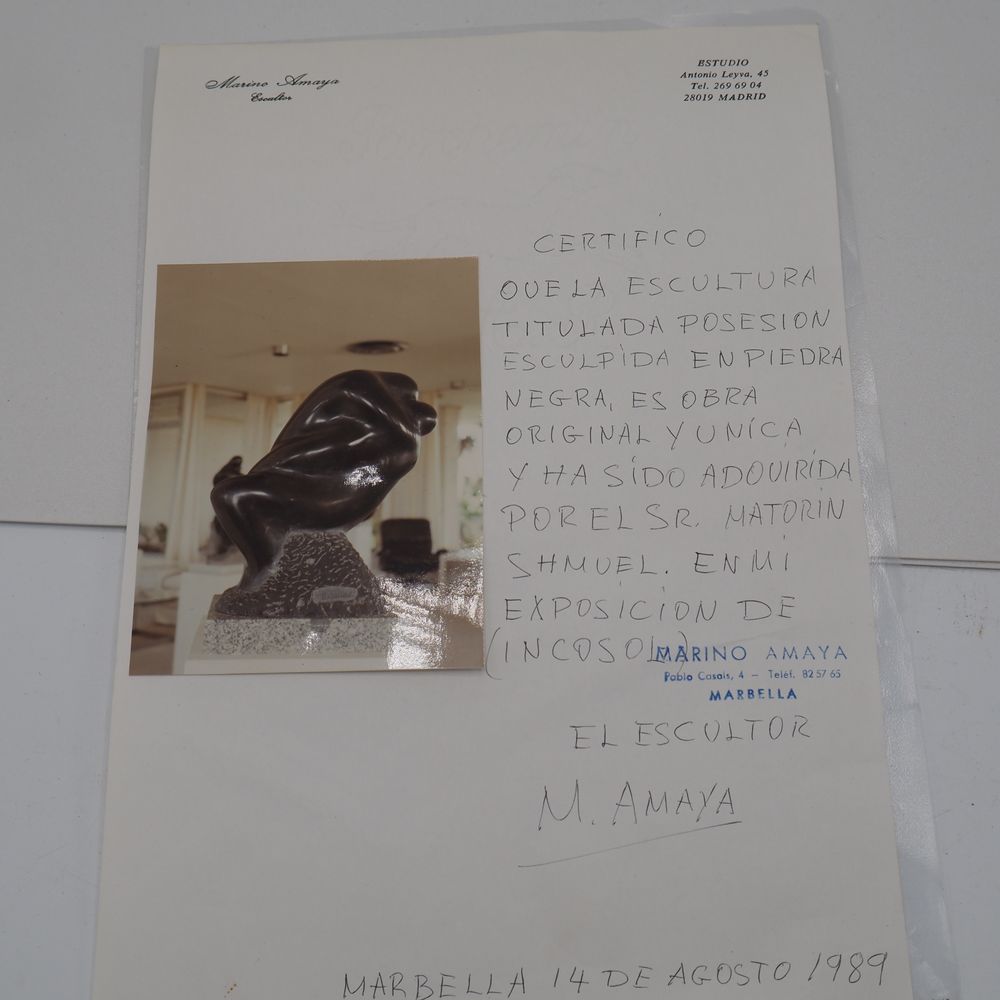 Marino Amaya
Escultor
ESTUDIO
Antonio Leyva, 45
Tel. 269 69 04
28019 MADRID
CERTIFICO
QUE LA ESCULTURA
TITULADA POSESION
ESCULPIDA EN PIEDRA
NEGRA, ES OBRA
ORIGINAL Y UNICA
Y HA SIDO ADQUIRIDA
POR EL SR. MATORIN
SHMUEL. EN MI
EXPOSICION DE
(INCOSOL)
MARINO AMAYA
Pablo Casals, 4 – Teléf. 82 57 65
MARBELLA
EL ESCULTOR
M. AMAYA
MARBELLA 14 DE AGOSTO 1989